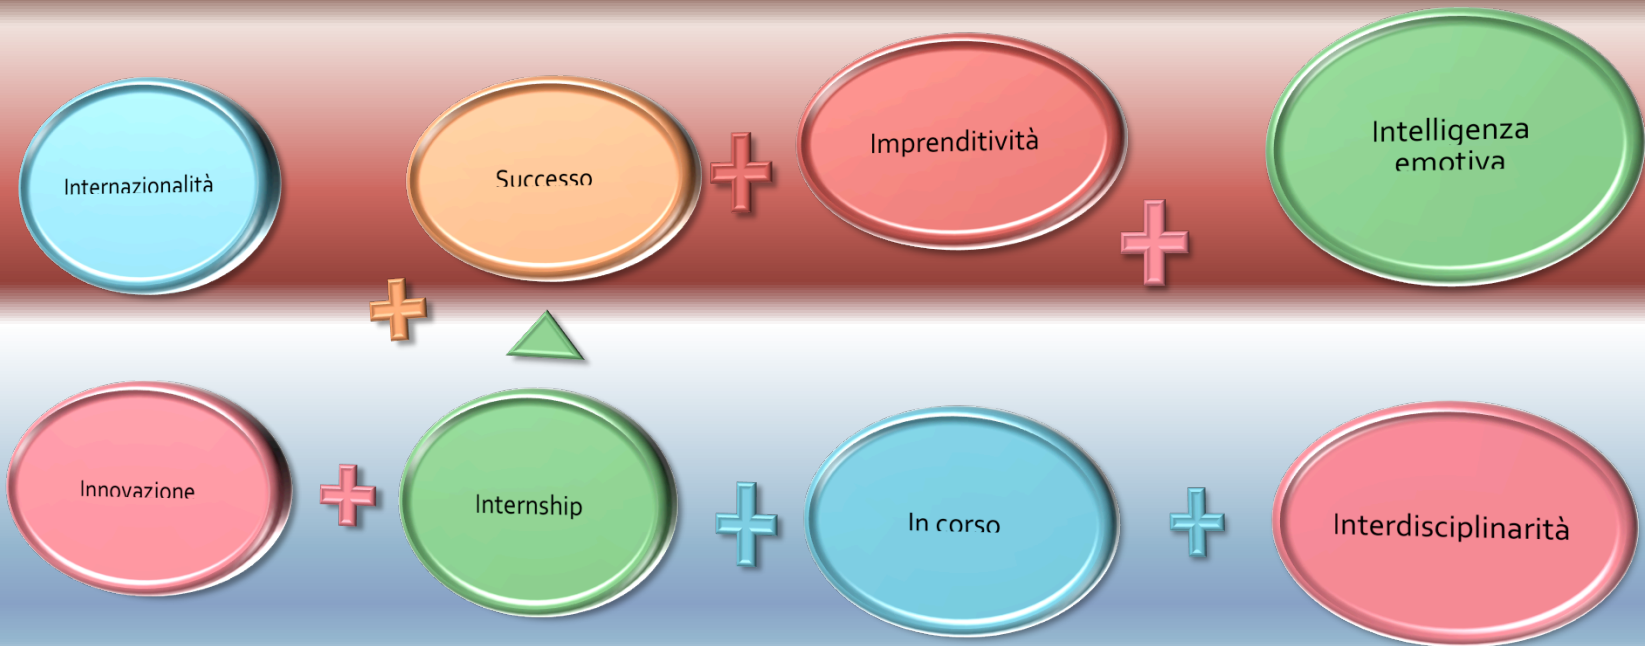 Internazionalità
Successo
Imprenditività
Intelligenza
emotiva
Innovazione
Internship
In corso
Interdisciplinarità